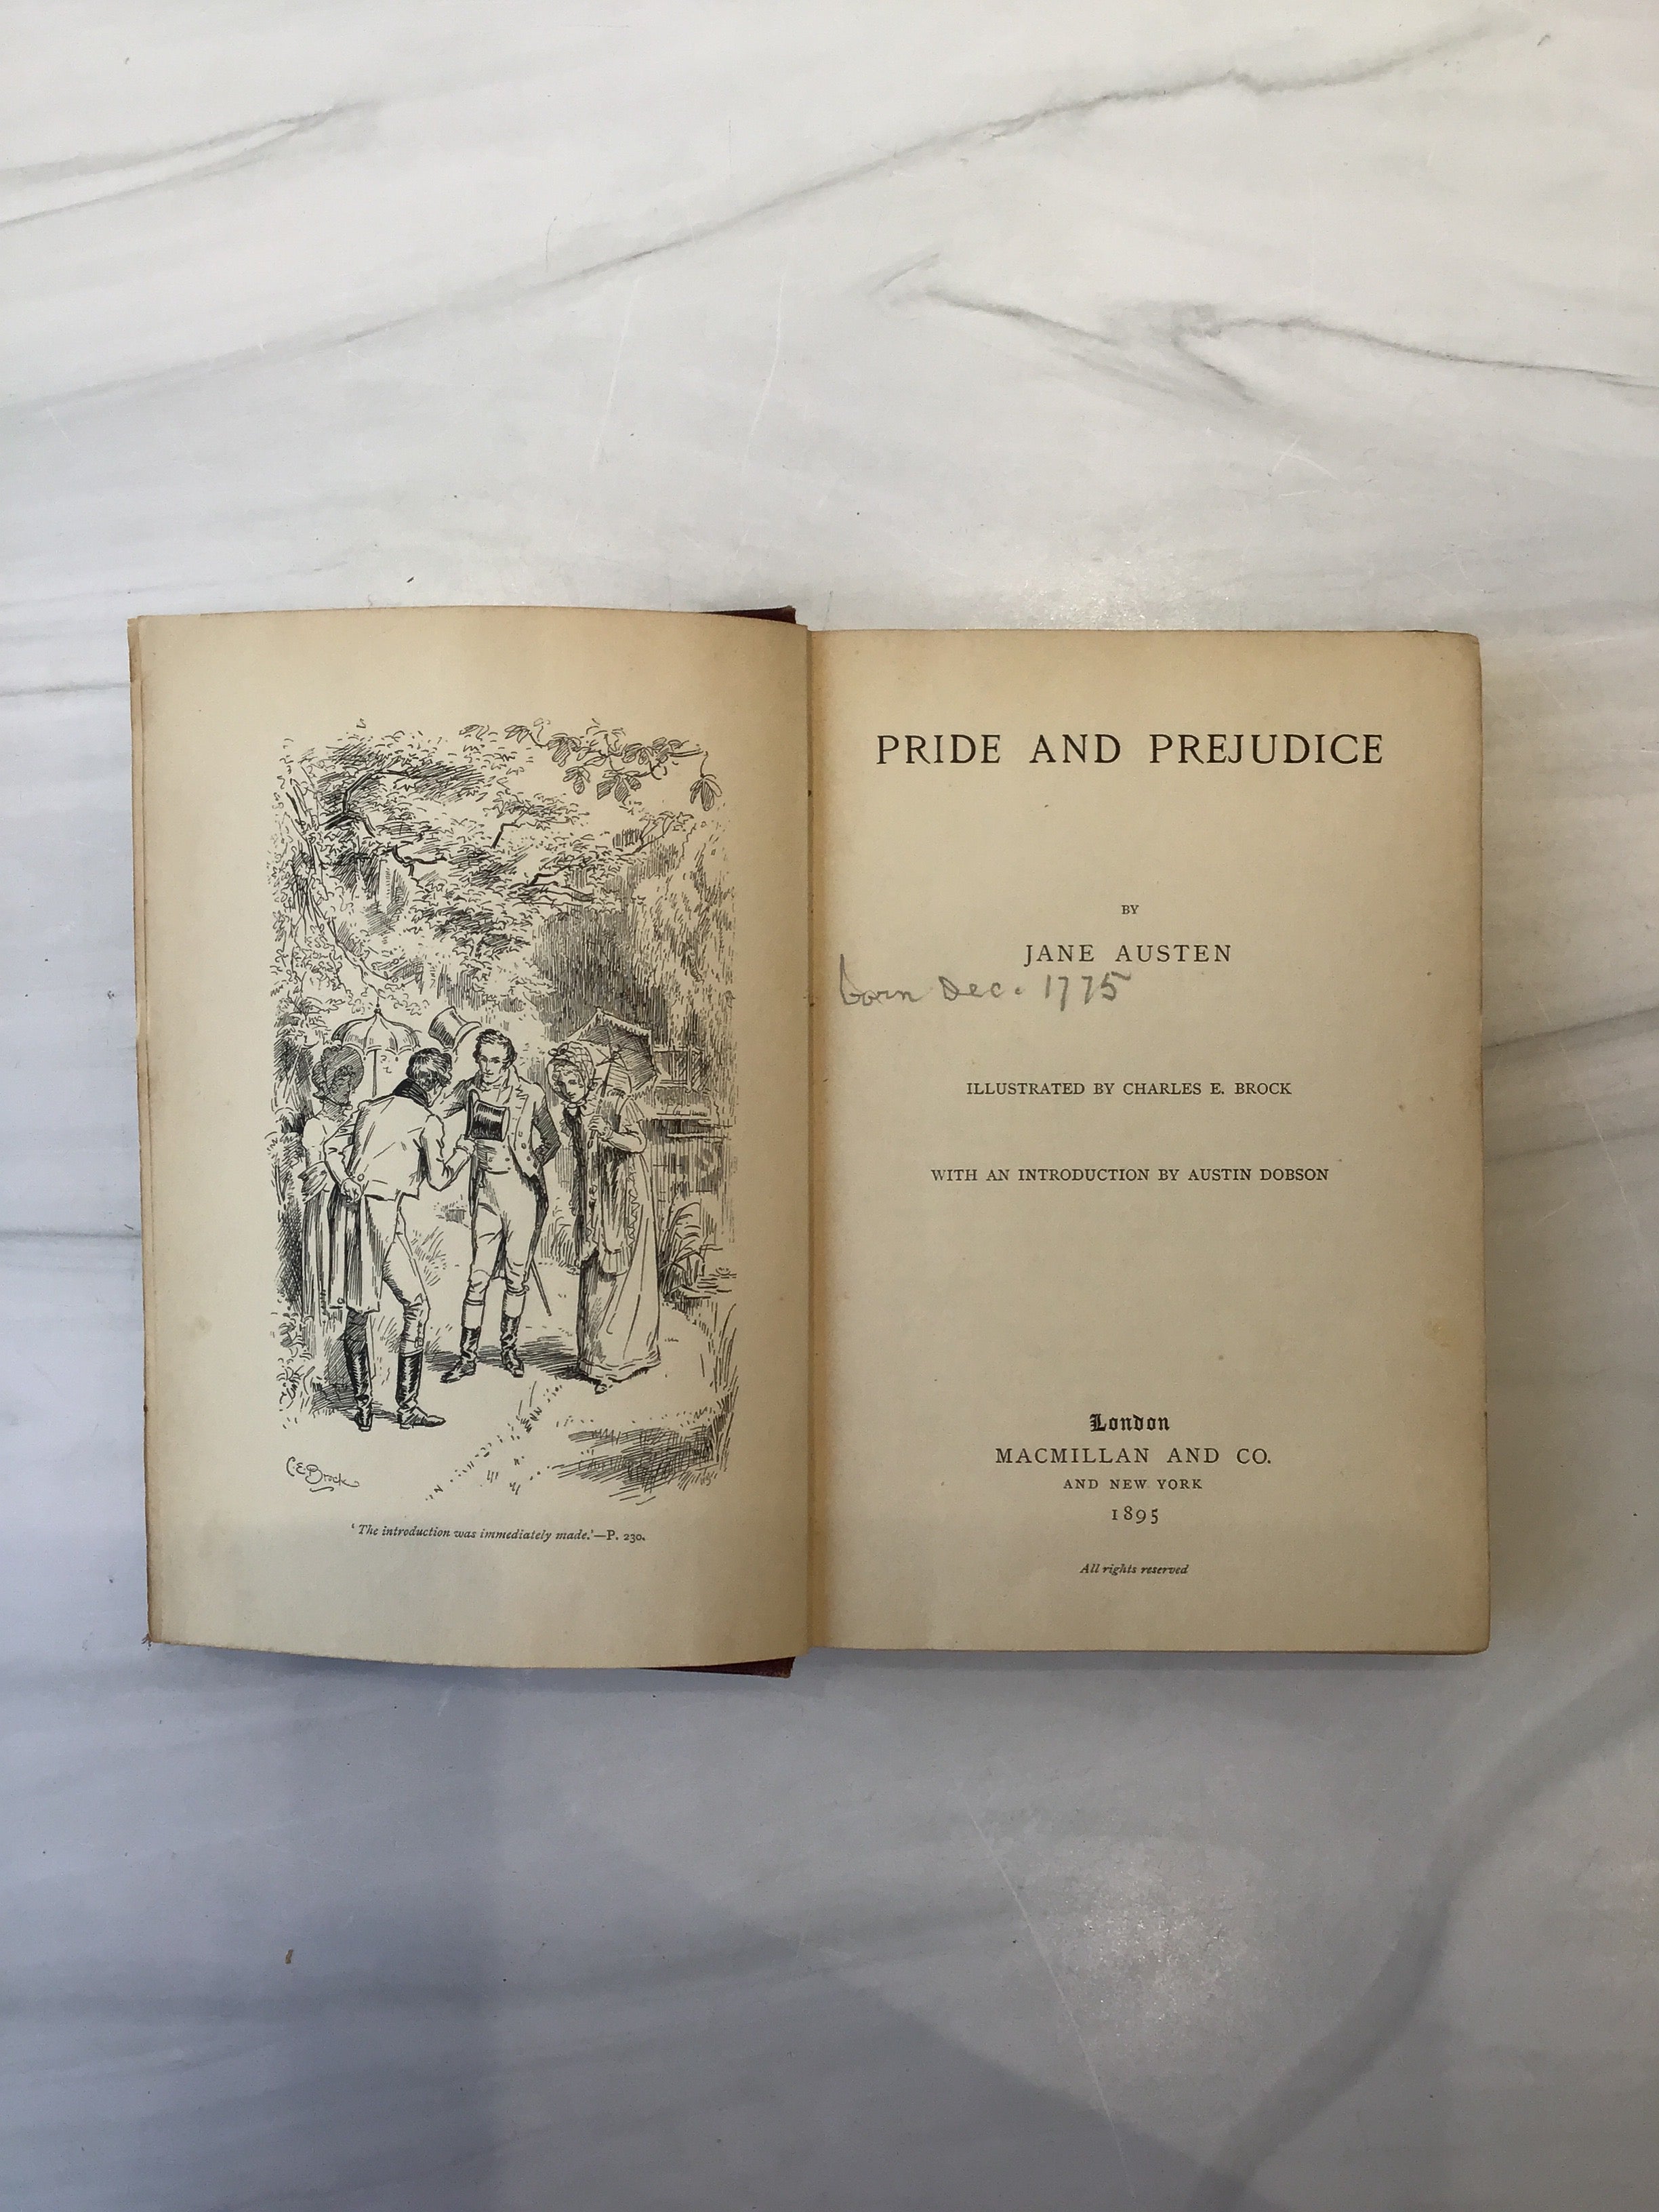 C.E.Brock
‘The introduction was immediately made.’—P. 230.
PRIDE AND PREJUDICE
BY
JANE AUSTEN
born Dec. 1775
ILLUSTRATED BY CHARLES E. BROCK
WITH AN INTRODUCTION BY AUSTIN DOBSON
London
MACMILLAN AND CO.
AND NEW YORK
1895
All rights reserved